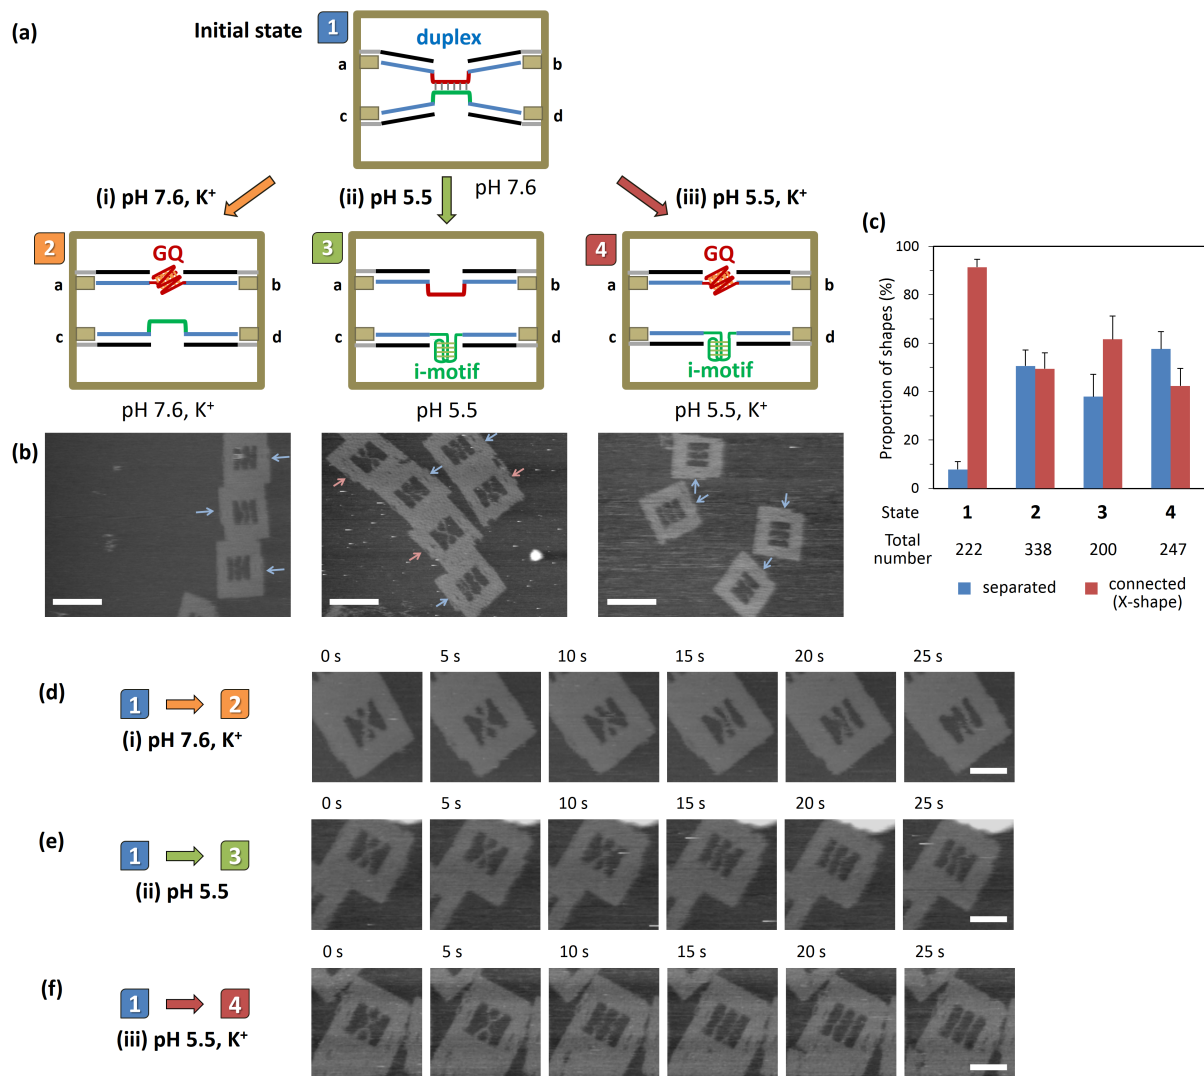 (a)
Initial state 1
duplex
a b
c d
pH 7.6
(i) pH 7.6, K⁺
(ii) pH 5.5
(iii) pH 5.5, K⁺
2
GQ
a b
c d
pH 7.6, K⁺
3
a b
c d
i-motif
pH 5.5
4
GQ
a b
c d
i-motif
pH 5.5, K⁺
(b)
(c)
Proportion of shapes (%)
100
80
60
40
20
0
State 1 2 3 4
Total number 222 338 200 247
separated
connected
(X-shape)
(d)
1 2
(i) pH 7.6, K⁺
0 s 5 s 10 s 15 s 20 s 25 s
(e)
1 3
(ii) pH 5.5
0 s 5 s 10 s 15 s 20 s 25 s
(f)
1 4
(iii) pH 5.5, K⁺
0 s 5 s 10 s 15 s 20 s 25 s